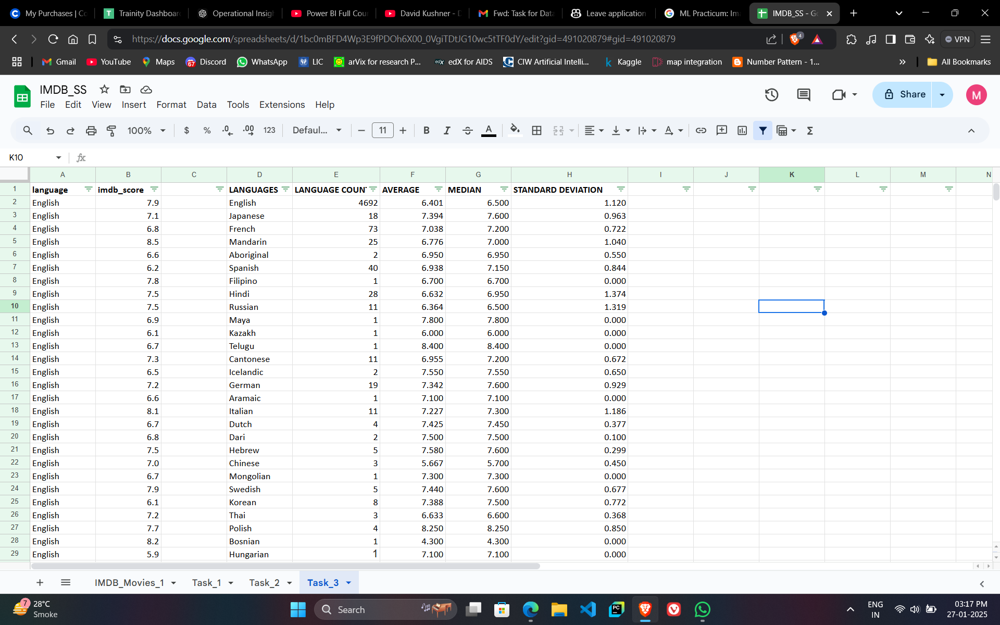 My Purchases | Co
Trainity Dashboar
Operational Insig
Power BI Full Cou
David Kushner - D
Fwd: Task for Data
Leave application
ML Practicum: Im
IMDB_SS - Go
https://docs.google.com/spreadsheets/d/1bc0mBFD4Wp3E9fPDOh6X00_0VgiTDtJG10wc5tTF0dY/edit?gid=491020879#gid=491020879
4
VPN
Gmail YouTube Maps 67 Discord WhatsApp LIC arVix for research P... edX edX for AIDS CIW Artificial Intelli... Kaggle map integration Number Pattern - 1... » All Bookmarks
IMDB_SS
Share
M
File Edit View Insert Format Data Tools Extensions Help
100% $ % .0 .00 123 Defaul... − 11 + B I A Σ
K10 fx
A B C D E F G H I J K L M N
1 language imdb_score LANGUAGES LANGUAGE COUN AVERAGE MEDIAN STANDARD DEVIATION
2 English 7.9 English 4692 6.401 6.500 1.120
3 English 7.1 Japanese 18 7.394 7.600 0.963
4 English 6.8 French 73 7.038 7.200 0.722
5 English 8.5 Mandarin 25 6.776 7.000 1.040
6 English 6.6 Aboriginal 2 6.950 6.950 0.550
7 English 6.2 Spanish 40 6.938 7.150 0.844
8 English 7.8 Filipino 1 6.700 6.700 0.000
9 English 7.5 Hindi 28 6.632 6.950 1.374
10 English 7.5 Russian 11 6.364 6.500 1.319
11 English 6.9 Maya 1 7.800 7.800 0.000
12 English 6.1 Kazakh 1 6.000 6.000 0.000
13 English 6.7 Telugu 1 8.400 8.400 0.000
14 English 7.3 Cantonese 11 6.955 7.200 0.672
15 English 6.5 Icelandic 2 7.550 7.550 0.650
16 English 7.2 German 19 7.342 7.600 0.929
17 English 6.6 Aramaic 1 7.100 7.100 0.000
18 English 8.1 Italian 11 7.227 7.300 1.186
19 English 6.7 Dutch 4 7.425 7.450 0.377
20 English 6.8 Dari 2 7.500 7.500 0.100
21 English 7.5 Hebrew 5 7.580 7.600 0.299
22 English 7.0 Chinese 3 5.667 5.700 0.450
23 English 6.7 Mongolian 1 7.300 7.300 0.000
24 English 7.9 Swedish 5 7.440 7.600 0.677
25 English 6.1 Korean 8 7.388 7.500 0.772
26 English 7.2 Thai 3 6.633 6.600 0.368
27 English 7.7 Polish 4 8.250 8.250 0.850
28 English 8.2 Bosnian 1 4.300 4.300 0.000
29 English 5.9 Hungarian 1 7.100 7.100 0.000
IMDB_Movies_1 Task_1 Task_2 Task_3
7 28°C
Smoke
Search
PC
ENG
IN
03:17 PM
27-01-2025